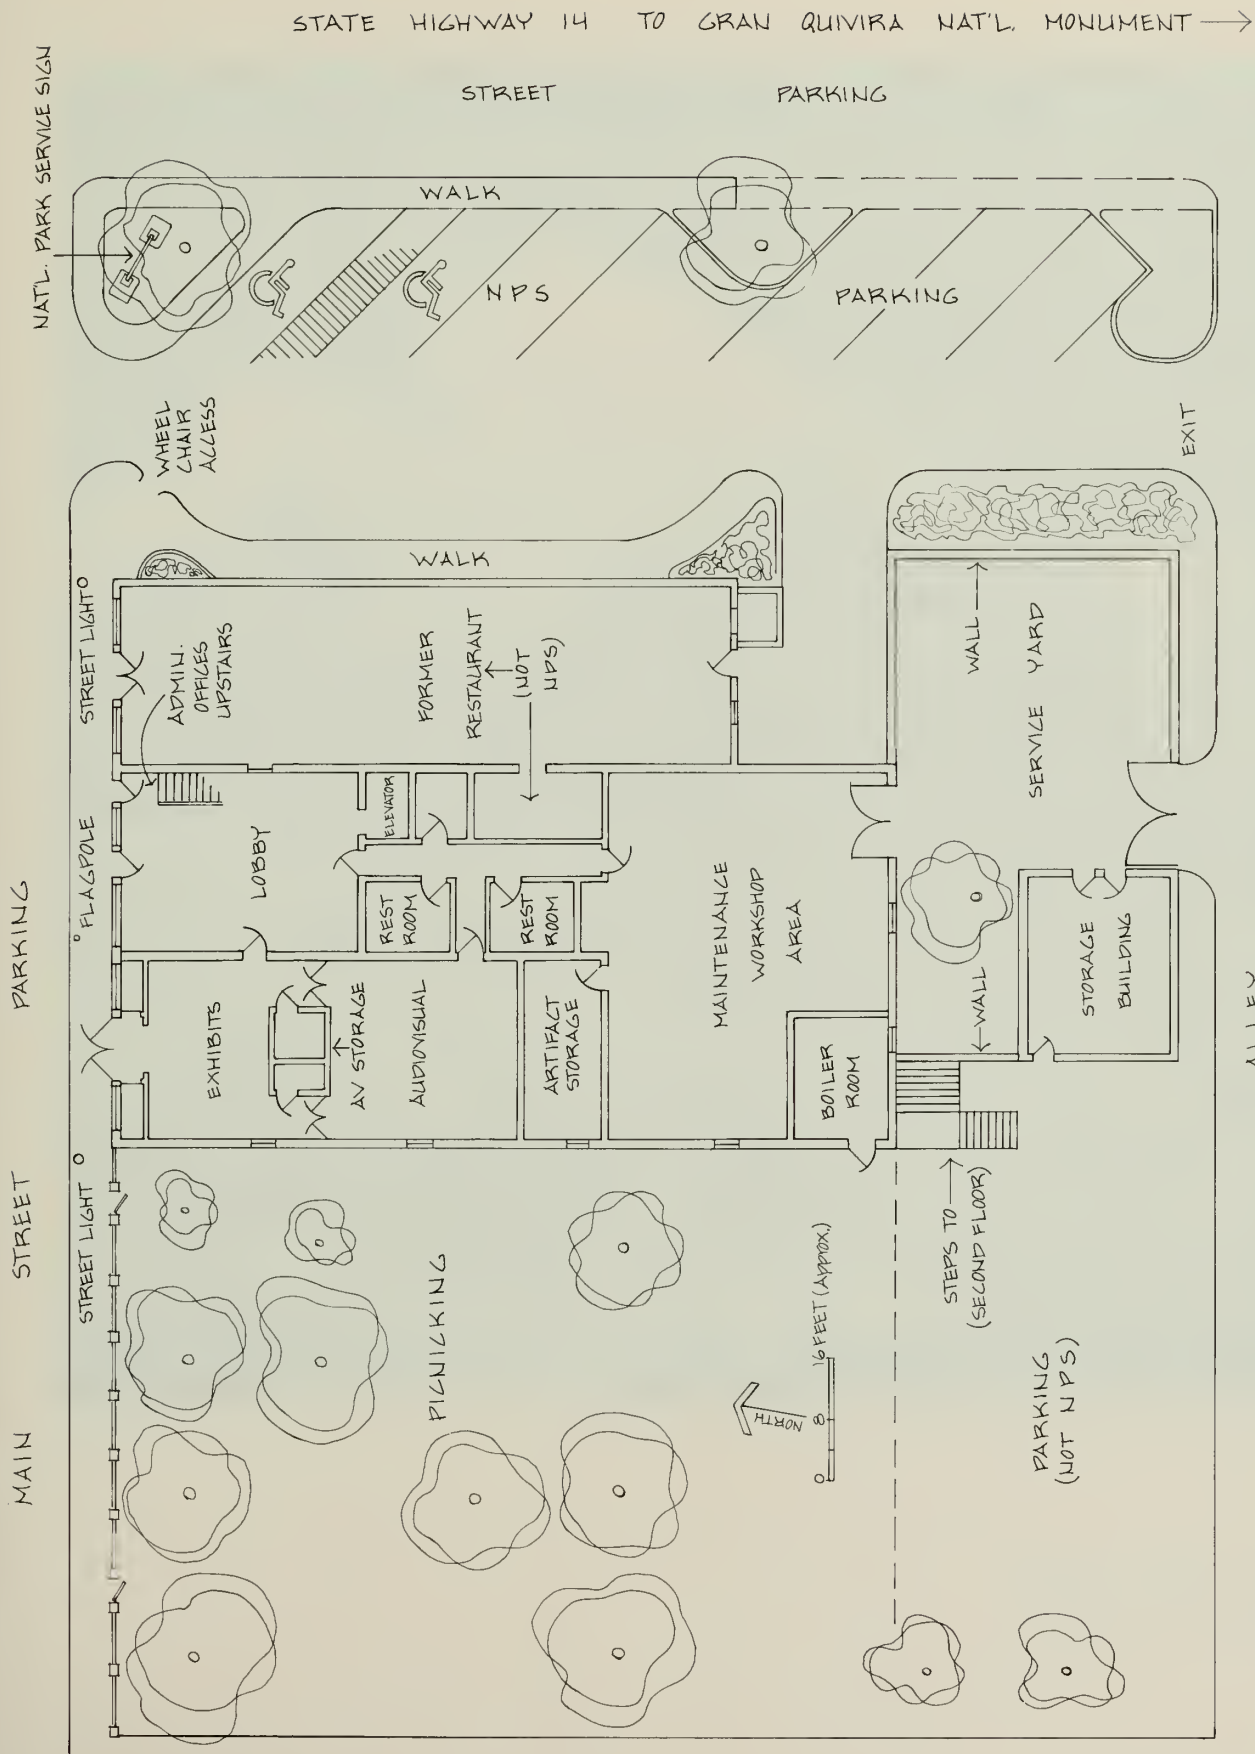 STATE HIGHWAY 14 TO GRAN QUIVIRA NAT'L. MONUMENT
STREET PARKING
NAT'L. PARK SERVICE SIGN
WALK
NPS
PARKING
WHEEL
CHAIR
ACCESS
EXIT
WALK
STREET LIGHT
ADMIN.
OFFICES
UPSTAIRS
FORMER
RESTAURANT
(NOT
NPS)
WALL
SERVICE YARD
FLAGPOLE
LOBBY
ELEVATOR
REST
ROOM
REST
ROOM
MAINTENANCE
WORKSHOP
AREA
WALL
STORAGE
BUILDING
EXHIBITS
AV STORAGE
AUDIOVISUAL
ARTIFACT
STORAGE
BOILER
ROOM
ALLEY
STREET LIGHT
MAIN STREET PARKING
PICNICKING
STEPS TO
(SECOND FLOOR)
NORTH
0 8 16 FEET (Approx.)
PARKING
(NOT NPS)